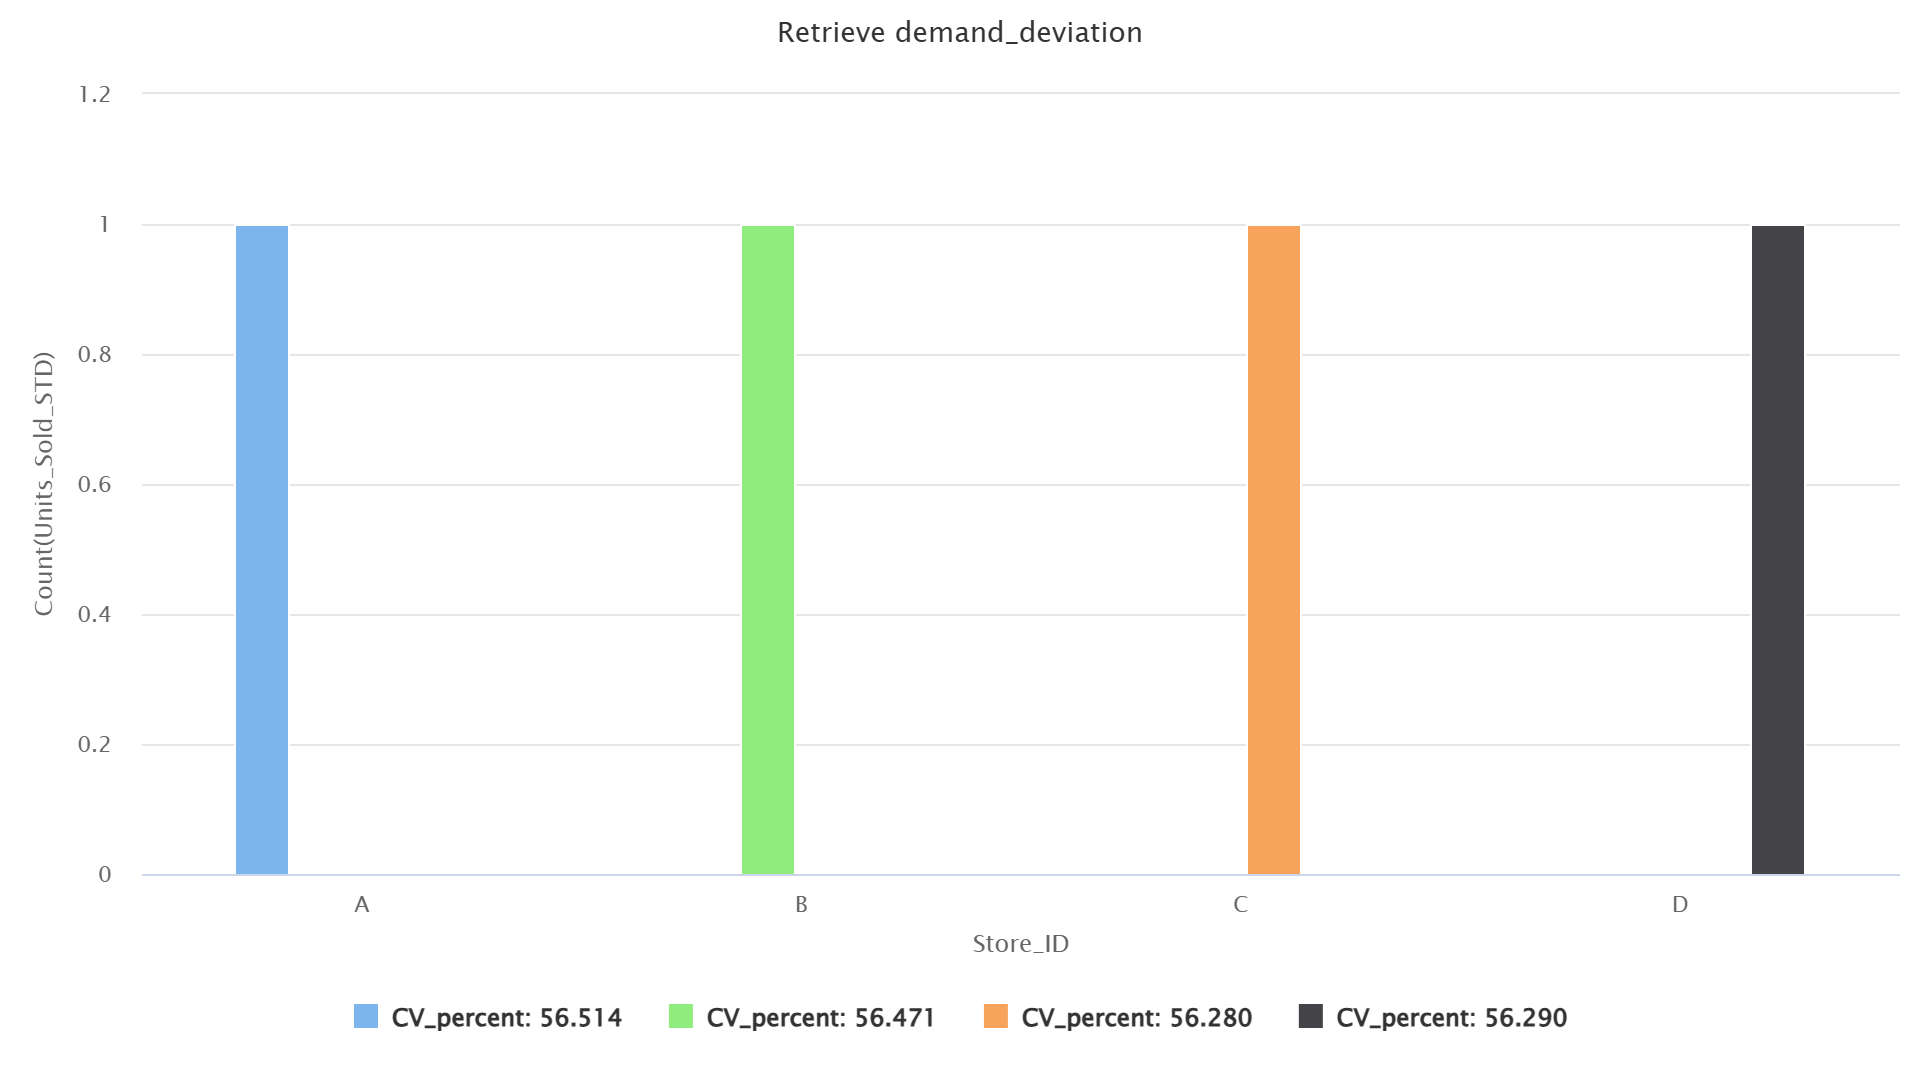 Retrieve demand_deviation
1.2
1
0.8
0.6
0.4
0.2
0
Count(Units_Sold_STD)
A B C D
Store_ID
CV_percent: 56.514 CV_percent: 56.471 CV_percent: 56.280 CV_percent: 56.290